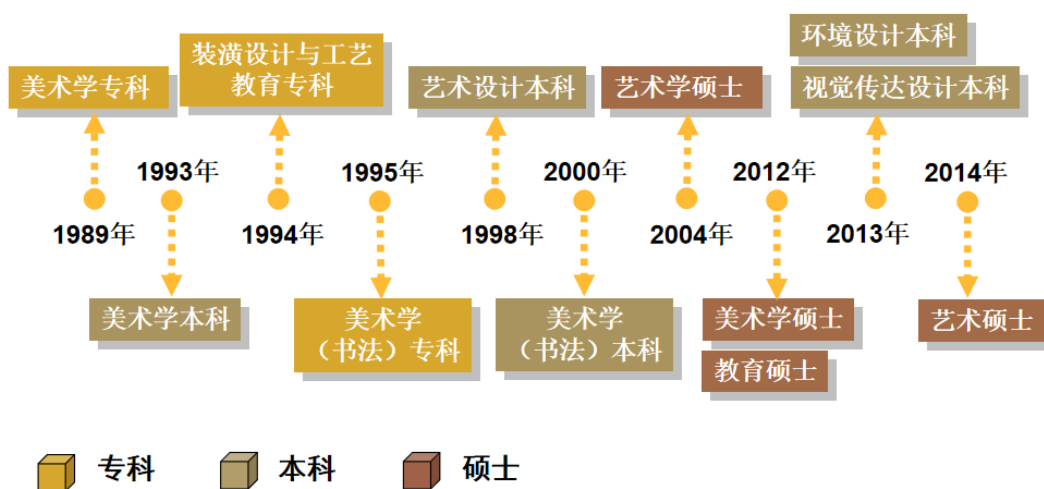 环境设计本科
装潢设计与工艺
教育专科
美术学专科
艺术设计本科
艺术学硕士
视觉传达设计本科
1993年
1995年
2000年
2012年
2014年
1989年
1994年
1998年
2004年
2013年
美术学本科
美术学
（书法）专科
美术学
（书法）本科
美术学硕士
教育硕士
艺术硕士
专科
本科
硕士